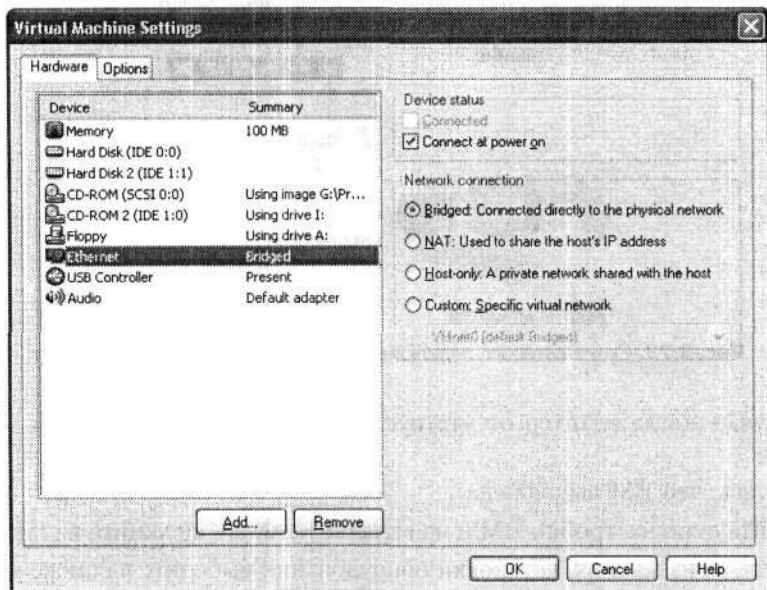 Virtual Machine Settings
Hardware Options
Device Summary
Memory 100 MB
Hard Disk (IDE 0:0)
Hard Disk 2 (IDE 1:1)
CD-ROM (SCSI 0:0) Using image G:\Pr...
CD-ROM 2 (IDE 1:0) Using drive I:
Floppy Using drive A:
Ethernet Bridged
USB Controller Present
Audio Default adapter
Add... Remove
Device status
Connected
Connect at power on
Network connection
Bridged: Connected directly to the physical network
NAT: Used to share the host's IP address
Host-only: A private network shared with the host
Custom: Specific virtual network
VMnet0 (default Bridged)
OK Cancel Help